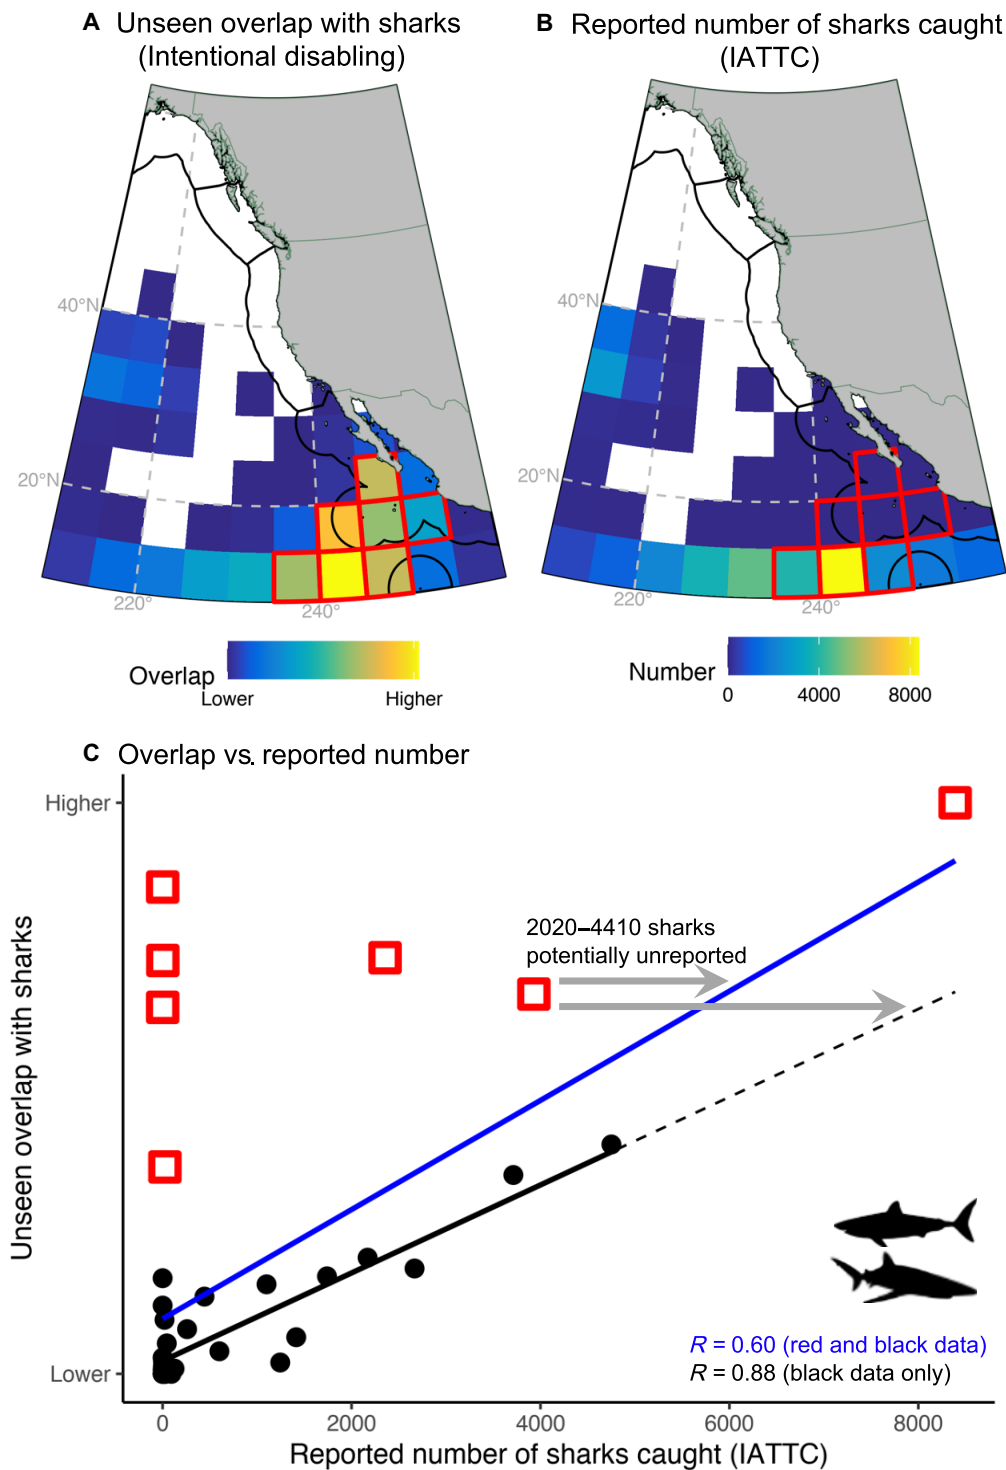 A Unseen overlap with sharks
(Intentional disabling)
B Reported number of sharks caught
(IATTC)
40°N
20°N
220°
240°
40°N
20°N
220°
240°
Overlap
Lower
Higher
Number
0
4000
8000
C Overlap vs. reported number
Higher
Lower
Unseen overlap with sharks
2020–4410 sharks
potentially unreported
R = 0.60 (red and black data)
R = 0.88 (black data only)
0
2000
4000
6000
8000
Reported number of sharks caught (IATTC)